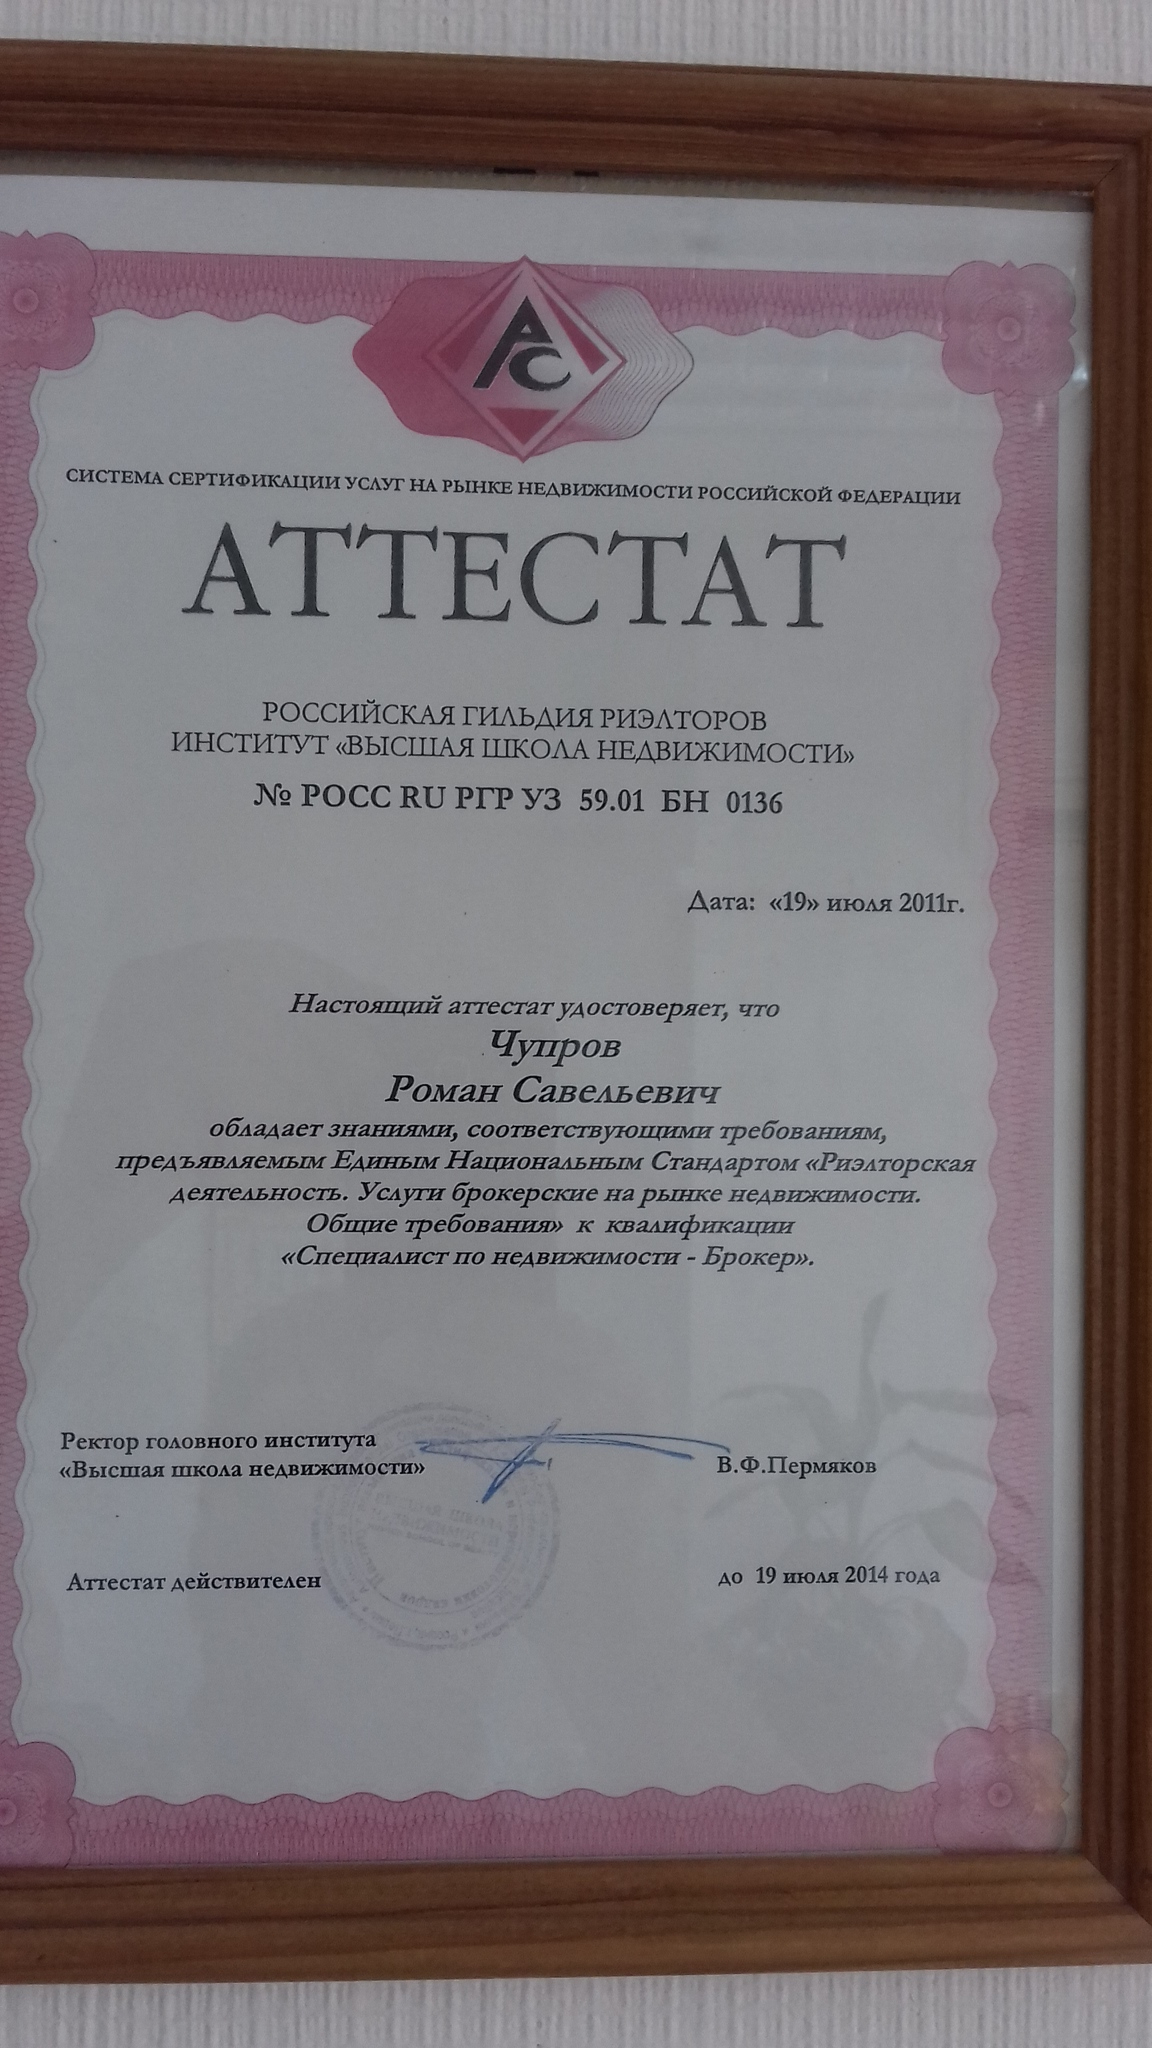 АС
СИСТЕМА СЕРТИФИКАЦИИ УСЛУГ НА РЫНКЕ НЕДВИЖИМОСТИ РОССИЙСКОЙ ФЕДЕРАЦИИ
АТТЕСТАТ
РОССИЙСКАЯ ГИЛЬДИЯ РИЭЛТОРОВ
ИНСТИТУТ «ВЫСШАЯ ШКОЛА НЕДВИЖИМОСТИ»
№ РОСС RU РГР УЗ 59.01 БН 0136
Дата: «19» июля 2011г.
Настоящий аттестат удостоверяет, что
Чупров
Роман Савельевич
обладает знаниями, соответствующими требованиям,
предъявляемым Единым Национальным Стандартом «Риэлторская
деятельность. Услуги брокерские на рынке недвижимости.
Общие требования» к квалификации
«Специалист по недвижимости - Брокер».
Ректор головного института
«Высшая школа недвижимости»
В.Ф.Пермяков
Аттестат действителен
до 19 июля 2014 года